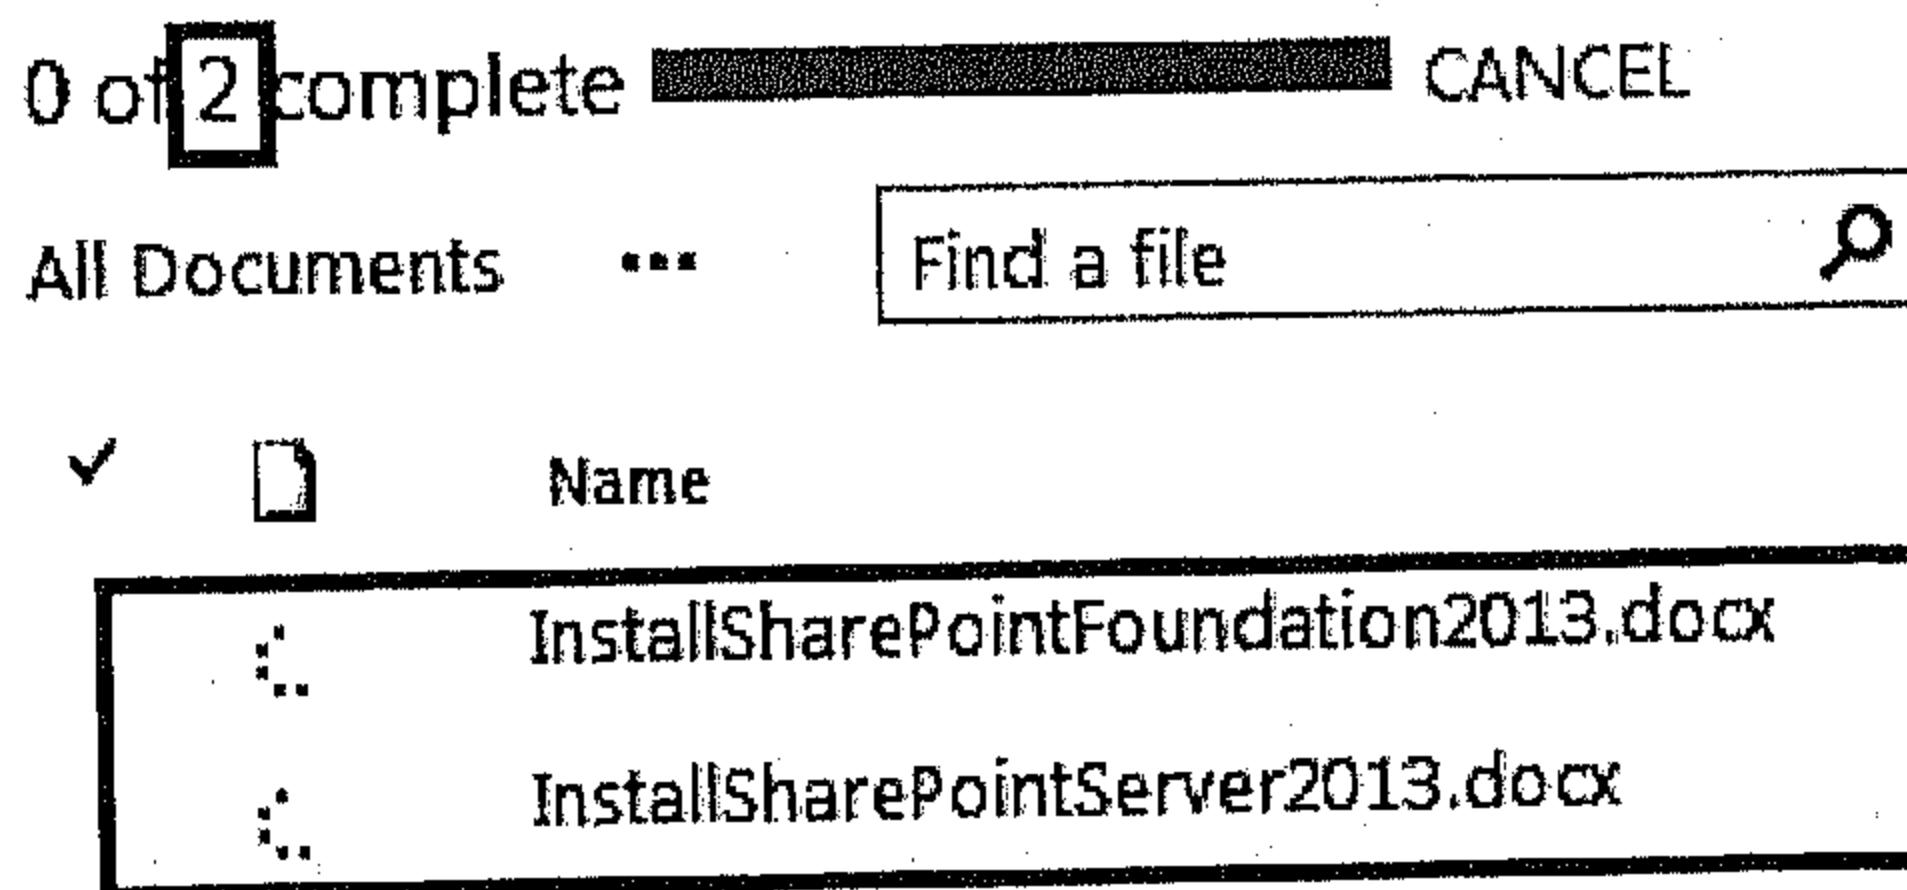 0 of 2 complete CANCEL
All Documents ... Find a file
Name
InstallSharePointFoundation2013.docx
InstallSharePointServer2013.docx